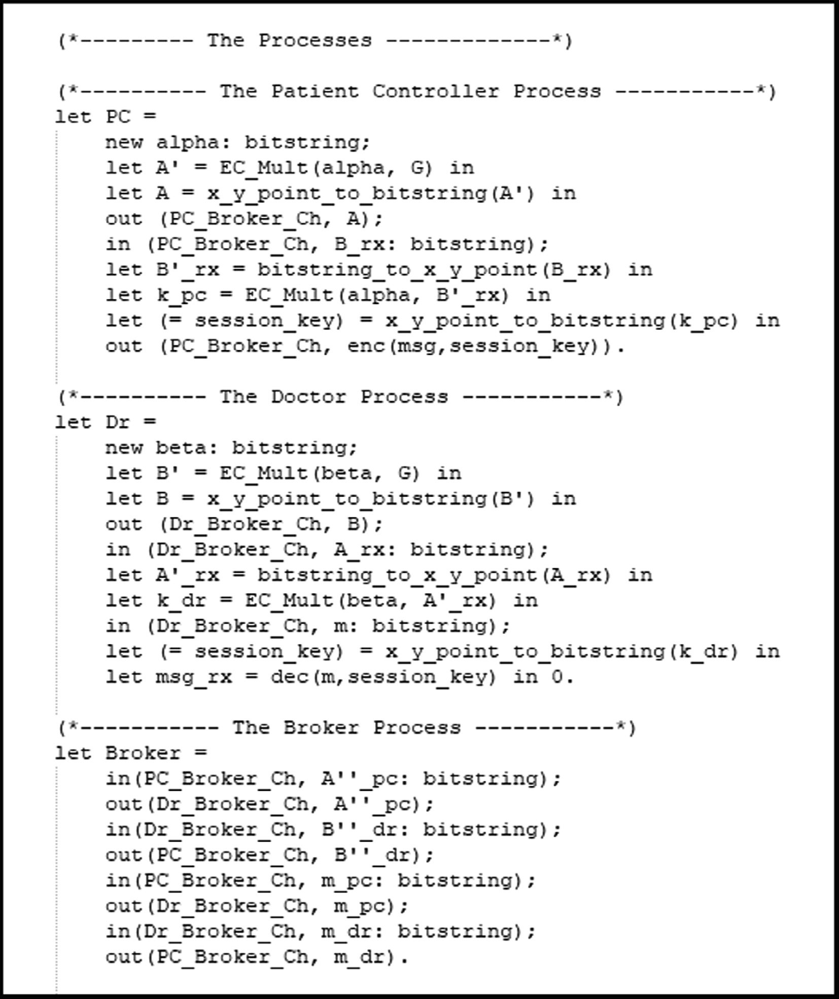 (*--------- The Processes -------------*)
(*---------- The Patient Controller Process -----------*)
let PC =
new alpha: bitstring;
let A' = EC_Mult(alpha, G) in
let A = x_y_point_to_bitstring(A') in
out (PC_Broker_Ch, A);
in (PC_Broker_Ch, B_rx: bitstring);
let B'_rx = bitstring_to_x_y_point(B_rx) in
let k_pc = EC_Mult(alpha, B'_rx) in
let (= session_key) = x_y_point_to_bitstring(k_pc) in
out (PC_Broker_Ch, enc(msg,session_key)).
(*---------- The Doctor Process -----------*)
let Dr =
new beta: bitstring;
let B' = EC_Mult(beta, G) in
let B = x_y_point_to_bitstring(B') in
out (Dr_Broker_Ch, B);
in (Dr_Broker_Ch, A_rx: bitstring);
let A'_rx = bitstring_to_x_y_point(A_rx) in
let k_dr = EC_Mult(beta, A'_rx) in
in (Dr_Broker_Ch, m: bitstring);
let (= session_key) = x_y_point_to_bitstring(k_dr) in
let msg_rx = dec(m,session_key) in 0.
(*----------- The Broker Process -----------*)
let Broker =
in(PC_Broker_Ch, A''_pc: bitstring);
out(Dr_Broker_Ch, A''_pc);
in(Dr_Broker_Ch, B''_dr: bitstring);
out(PC_Broker_Ch, B''_dr);
in(PC_Broker_Ch, m_pc: bitstring);
out(Dr_Broker_Ch, m_pc);
in(Dr_Broker_Ch, m_dr: bitstring);
out(PC_Broker_Ch, m_dr).